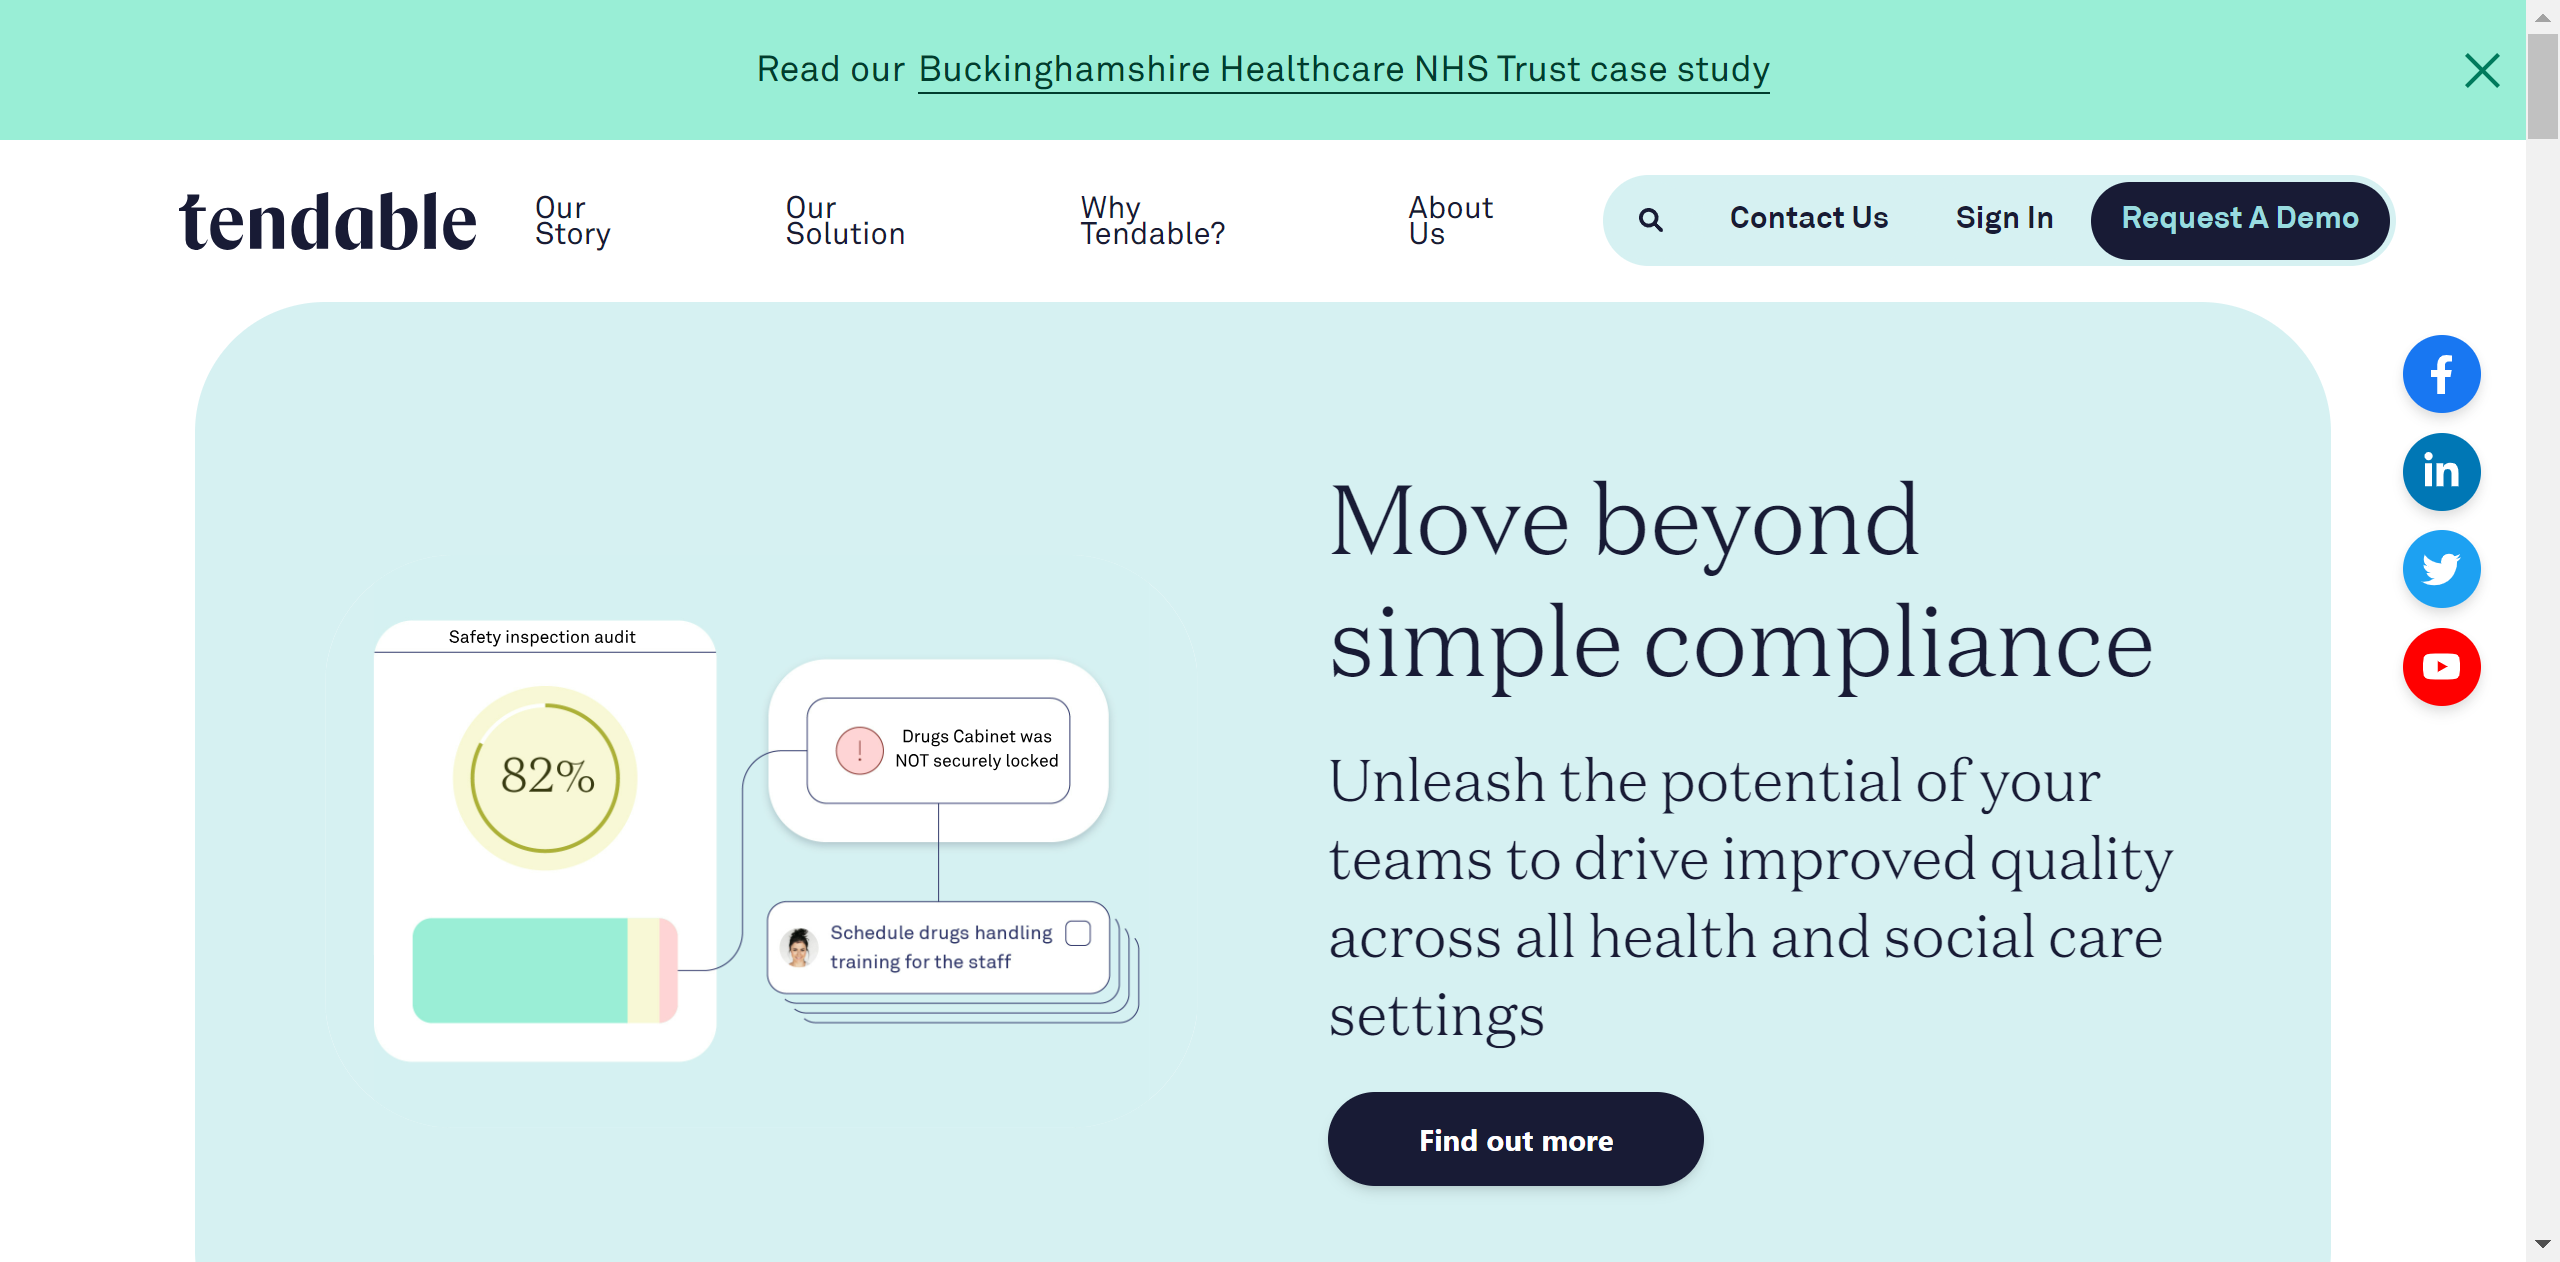 Read our Buckinghamshire Healthcare NHS Trust case study
tendable
Our
Story
Our
Solution
Why
Tendable?
About
Us
Contact Us
Sign In
Request A Demo
Move beyond
simple compliance
Unleash the potential of your
teams to drive improved quality
across all health and social care
settings
Find out more
Safety inspection audit
82%
Drugs Cabinet was
NOT securely locked
Schedule drugs handling
training for the staff